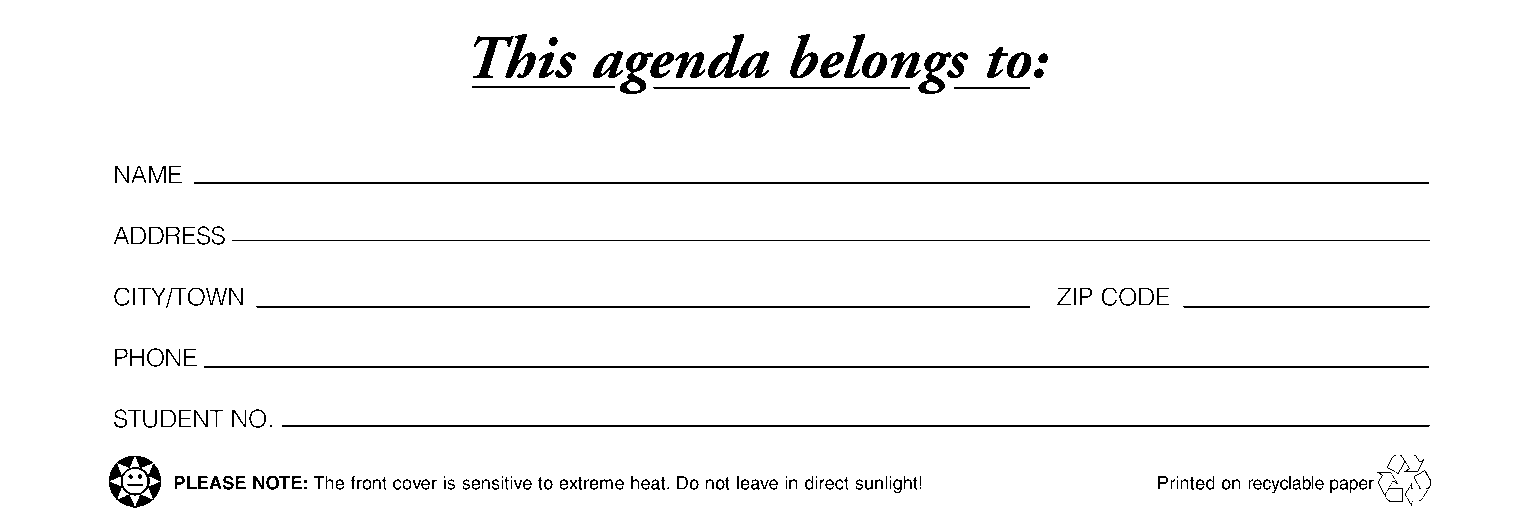 This agenda belongs to:
NAME
ADDRESS
CITY/TOWN ZIP CODE
PHONE
STUDENT NO.
PLEASE NOTE: The front cover is sensitive to extreme heat. Do not leave in direct sunlight! Printed on recyclable paper